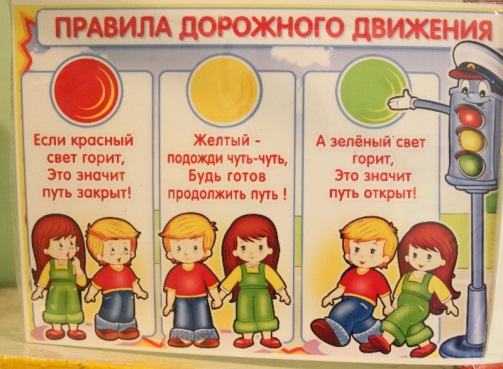 ПРАВИЛА ДОРОЖНОГО ДВИЖЕНИЯ
Если красный
свет горит,
Это значит
путь закрыт!
Желтый -
подожди чуть-чуть,
Будь готов
продолжить путь !
А зелёный свет
горит,
Это значит
путь открыт!